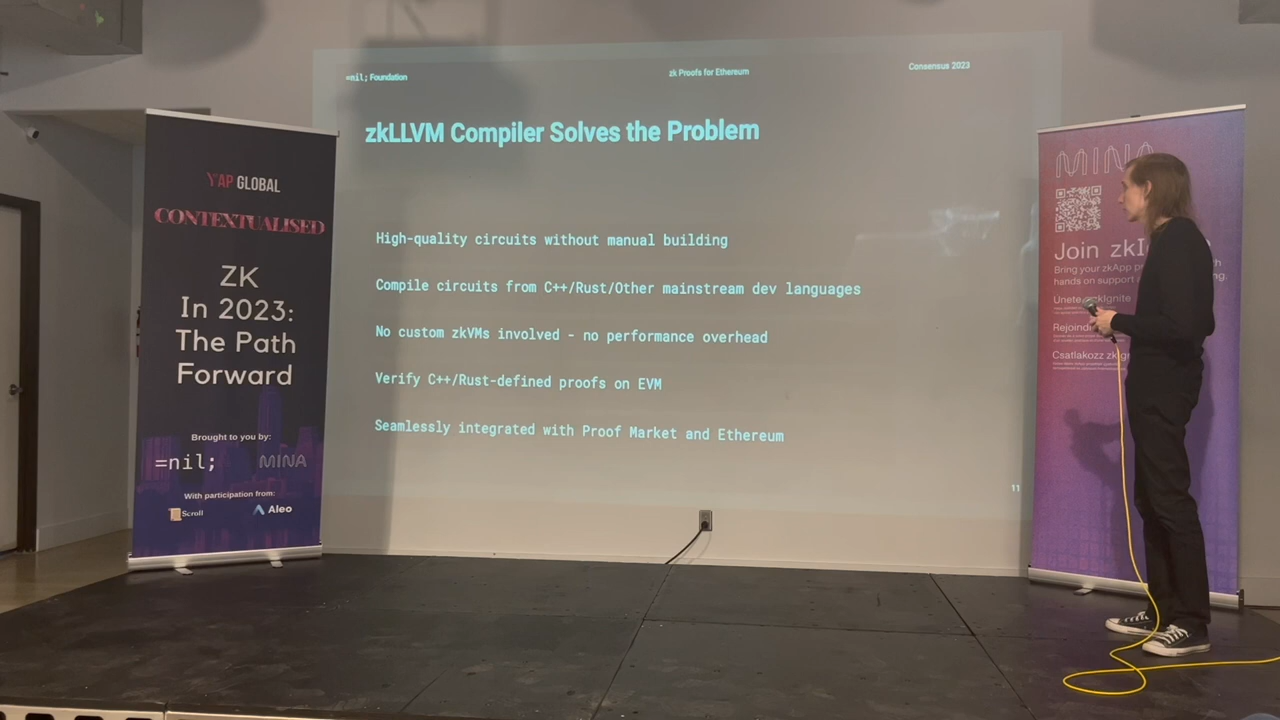 =nil; Foundation
zk Proofs for Ethereum
Consensus 2023
zkLLVM Compiler Solves the Problem
High-quality circuits without manual building
Compile circuits from C++/Rust/Other mainstream dev languages
No custom zkVMs involved - no performance overhead
Verify C++/Rust-defined proofs on EVM
Seamlessly integrated with Proof Market and Ethereum
11
YAP GLOBAL
CONTEXTUALISED
ZK
In 2023:
The Path
Forward
Brought to you by:
=nil; MINA
With participation from:
Scroll Aleo
MINA
Join
Bring your zkApp
hands on support
Unete
Csatlakozz